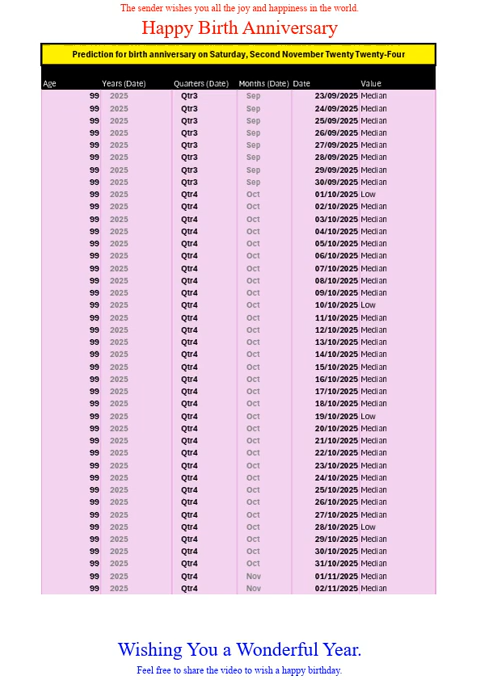 The sender wishes you all the joy and happiness in the world.
Happy Birth Anniversary
Prediction for birth anniversary on Saturday, Second November Twenty Twenty-Four
Age Years (Date) Quarters (Date) Months (Date) Date Value
99 2025 Qtr3 Sep 23/09/2025 Median
99 2025 Qtr3 Sep 24/09/2025 Median
99 2025 Qtr3 Sep 25/09/2025 Median
99 2025 Qtr3 Sep 26/09/2025 Median
99 2025 Qtr3 Sep 27/09/2025 Median
99 2025 Qtr3 Sep 28/09/2025 Median
99 2025 Qtr3 Sep 29/09/2025 Median
99 2025 Qtr3 Sep 30/09/2025 Median
99 2025 Qtr4 Oct 01/10/2025 Low
99 2025 Qtr4 Oct 02/10/2025 Median
99 2025 Qtr4 Oct 03/10/2025 Median
99 2025 Qtr4 Oct 04/10/2025 Median
99 2025 Qtr4 Oct 05/10/2025 Median
99 2025 Qtr4 Oct 06/10/2025 Median
99 2025 Qtr4 Oct 07/10/2025 Median
99 2025 Qtr4 Oct 08/10/2025 Median
99 2025 Qtr4 Oct 09/10/2025 Median
99 2025 Qtr4 Oct 10/10/2025 Low
99 2025 Qtr4 Oct 11/10/2025 Median
99 2025 Qtr4 Oct 12/10/2025 Median
99 2025 Qtr4 Oct 13/10/2025 Median
99 2025 Qtr4 Oct 14/10/2025 Median
99 2025 Qtr4 Oct 15/10/2025 Median
99 2025 Qtr4 Oct 16/10/2025 Median
99 2025 Qtr4 Oct 17/10/2025 Median
99 2025 Qtr4 Oct 18/10/2025 Median
99 2025 Qtr4 Oct 19/10/2025 Low
99 2025 Qtr4 Oct 20/10/2025 Median
99 2025 Qtr4 Oct 21/10/2025 Median
99 2025 Qtr4 Oct 22/10/2025 Median
99 2025 Qtr4 Oct 23/10/2025 Median
99 2025 Qtr4 Oct 24/10/2025 Median
99 2025 Qtr4 Oct 25/10/2025 Median
99 2025 Qtr4 Oct 26/10/2025 Median
99 2025 Qtr4 Oct 27/10/2025 Median
99 2025 Qtr4 Oct 28/10/2025 Low
99 2025 Qtr4 Oct 29/10/2025 Median
99 2025 Qtr4 Oct 30/10/2025 Median
99 2025 Qtr4 Oct 31/10/2025 Median
99 2025 Qtr4 Nov 01/11/2025 Median
99 2025 Qtr4 Nov 02/11/2025 Median
Wishing You a Wonderful Year.
Feel free to share the video to wish a happy birthday.